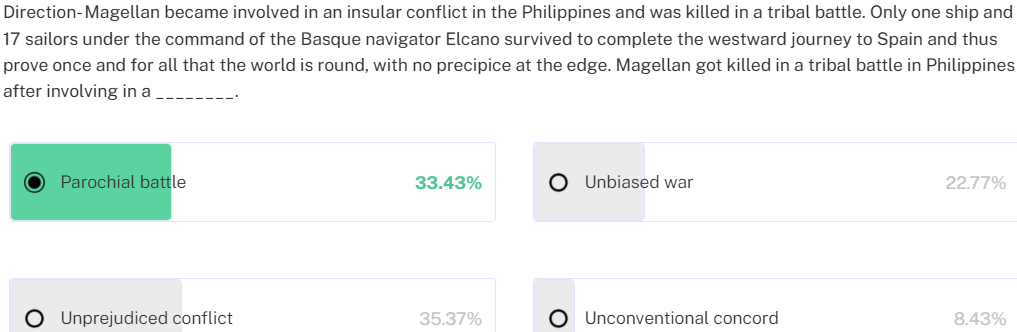 Direction- Magellan became involved in an insular conflict in the Philippines and was killed in a tribal battle. Only one ship and
17 sailors under the command of the Basque navigator Elcano survived to complete the westward journey to Spain and thus
prove once and for all that the world is round, with no precipice at the edge. Magellan got killed in a tribal battle in Philippines
after involving in a ________.
Parochial battle 33.43%
Unbiased war 22.77%
Unprejudiced conflict 35.37%
Unconventional concord 8.43%